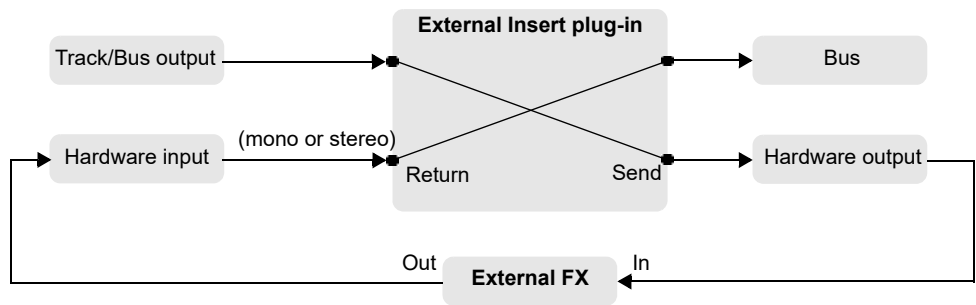 External Insert plug-in
Track/Bus output
Bus
(mono or stereo)
Hardware input
Return
Send
Hardware output
Out
External FX
In